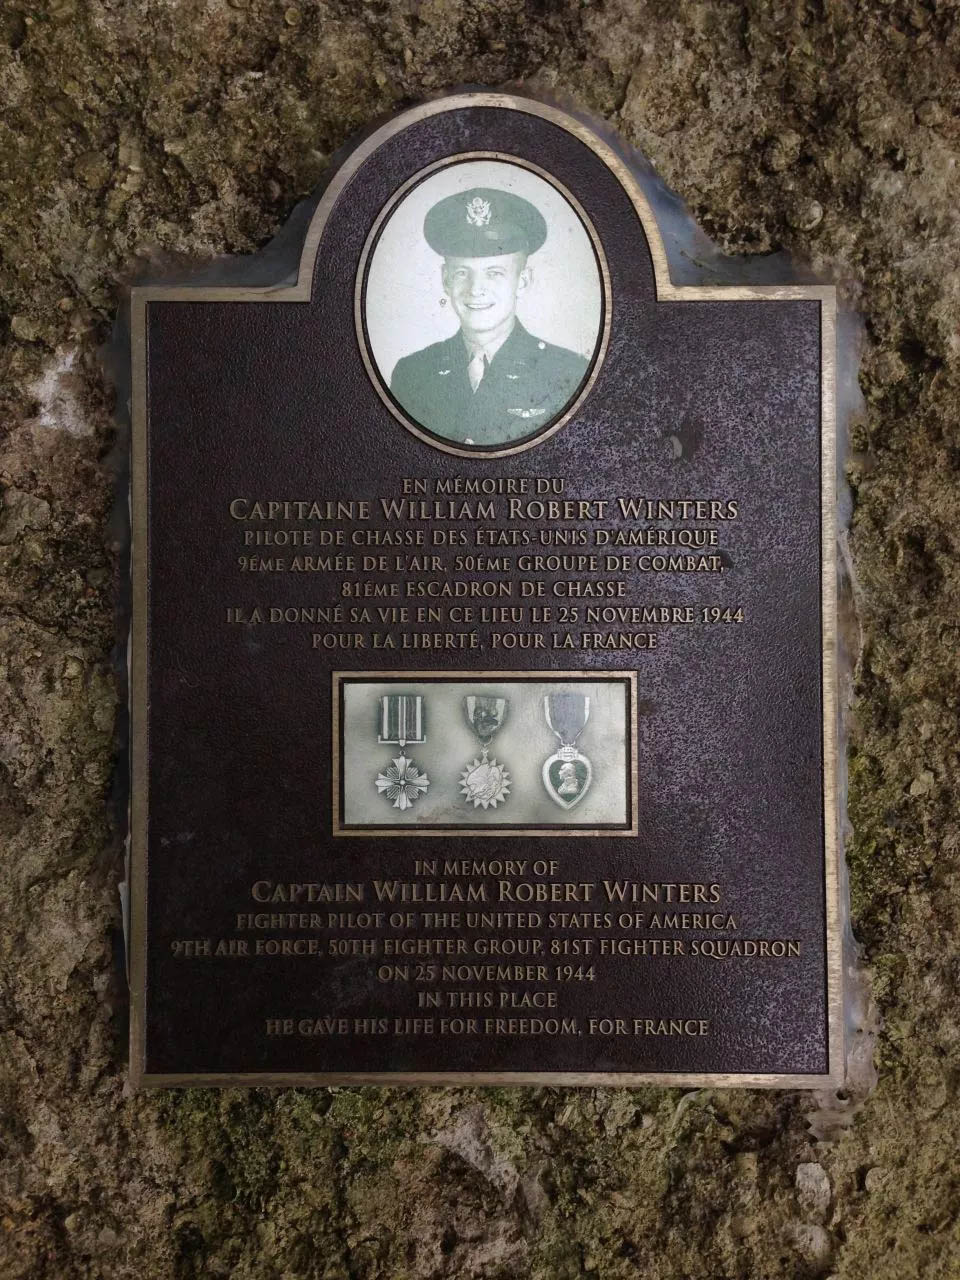 EN MÉMOIRE DU
CAPITAINE WILLIAM ROBERT WINTERS
PILOTE DE CHASSE DES ÉTATS-UNIS D'AMÉRIQUE
9ÉME ARMÉE DE L'AIR, 50ÉME GROUPE DE COMBAT,
81ÉME ESCADRON DE CHASSE
IL A DONNÉ SA VIE EN CE LIEU LE 25 NOVEMBRE 1944
POUR LA LIBERTÉ, POUR LA FRANCE
IN MEMORY OF
CAPTAIN WILLIAM ROBERT WINTERS
FIGHTER PILOT OF THE UNITED STATES OF AMERICA
9TH AIR FORCE, 50TH FIGHTER GROUP, 81ST FIGHTER SQUADRON
ON 25 NOVEMBER 1944
IN THIS PLACE
HE GAVE HIS LIFE FOR FREEDOM, FOR FRANCE